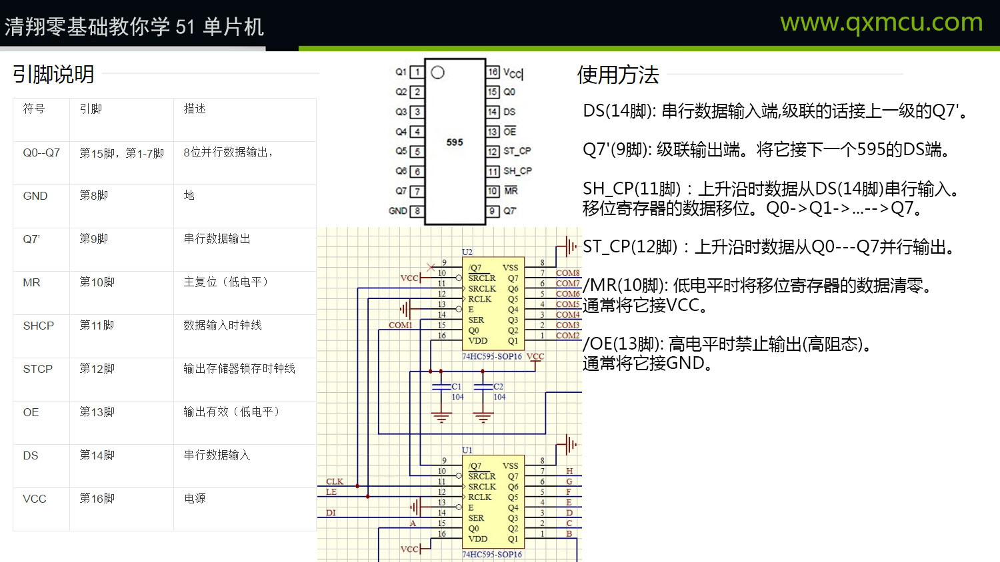 清翔零基础教你学 51 单片机
www.qxmcu.com
引脚说明
符号 引脚 描述
Q0--Q7 第15脚，第1-7脚 8位并行数据输出，
GND 第8脚 地
Q7’ 第9脚 串行数据输出
MR 第10脚 主复位（低电平）
SHCP 第11脚 数据输入时钟线
STCP 第12脚 输出存储器锁存时钟线
OE 第13脚 输出有效（低电平）
DS 第14脚 串行数据输入
VCC 第16脚 电源
Q1 1 16 VCC
Q2 2 15 Q0
Q3 3 14 DS
Q4 4 13 OE
Q5 5 595 12 ST_CP
Q6 6 11 SH_CP
Q7 7 10 MR
GND 8 9 Q7'
U2
9 /Q7 VSS 8
VCC 10 SRCLR Q7 7 COM8
11 SRCLK Q6 6 COM7
12 RCLK Q5 5 COM6
13 E Q4 4 COM5
14 SER Q3 3 COM4
COM1 15 Q0 Q2 2 COM3
16 VDD Q1 1 COM2
74HC595-SOP16 VCC
C1 C2
104 104
U1
9 /Q7 VSS 8
10 SRCLR Q7 7 H
CLK 11 SRCLK Q6 6 G
LE 12 RCLK Q5 5 F
13 E Q4 4 E
DI 14 SER Q3 3 D
A 15 Q0 Q2 2 C
16 VDD Q1 1 B
VCC 74HC595-SOP16
使用方法
DS(14脚): 串行数据输入端,级联的话接上一级的Q7'。
Q7'(9脚): 级联输出端。将它接下一个595的DS端。
SH_CP(11脚)：上升沿时数据从DS(14脚)串行输入。
移位寄存器的数据移位。Q0->Q1->...-->Q7。
ST_CP(12脚)：上升沿时数据从Q0---Q7并行输出。
/MR(10脚): 低电平时将移位寄存器的数据清零。
通常将它接VCC。
/OE(13脚): 高电平时禁止输出(高阻态)。
通常将它接GND。